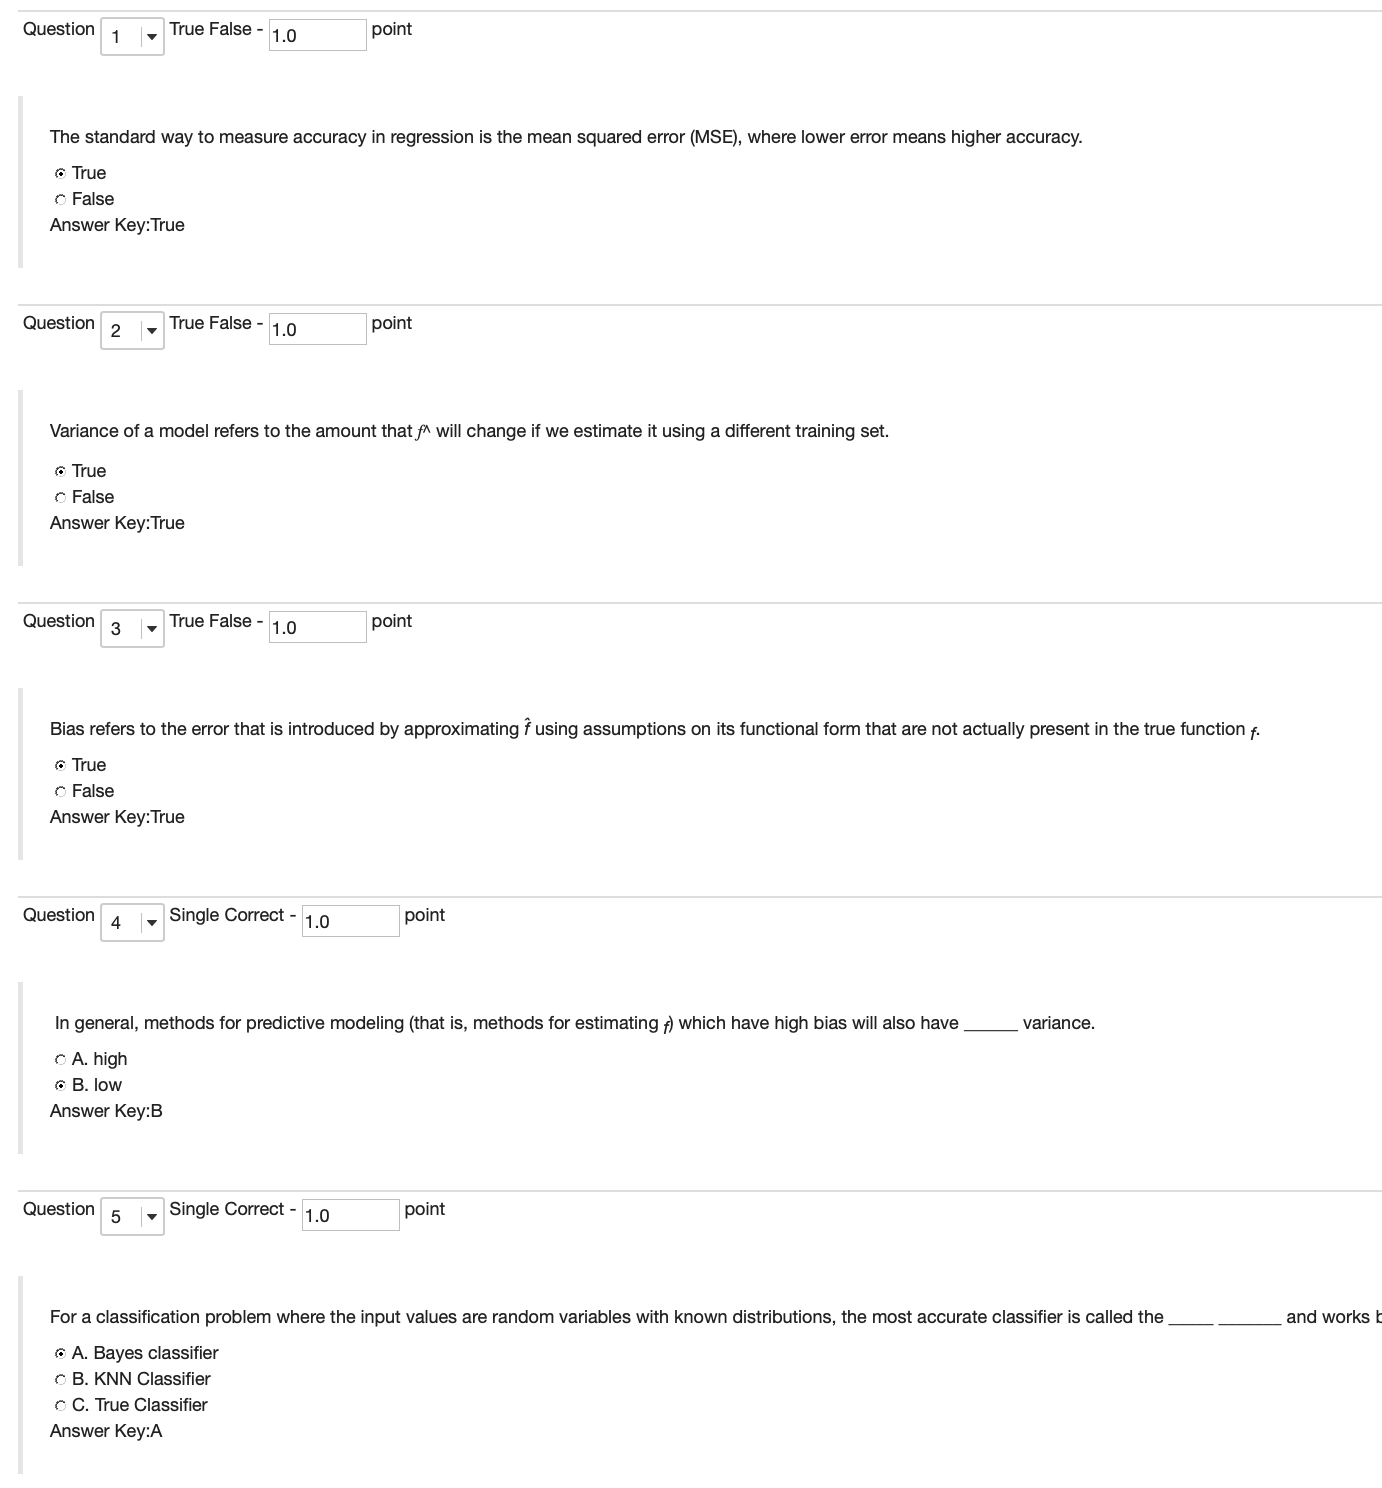 Question 1 True False - 1.0 point
The standard way to measure accuracy in regression is the mean squared error (MSE), where lower error means higher accuracy.
True
False
Answer Key:True
Question 2 True False - 1.0 point
Variance of a model refers to the amount that f^ will change if we estimate it using a different training set.
True
False
Answer Key:True
Question 3 True False - 1.0 point
Bias refers to the error that is introduced by approximating f̂ using assumptions on its functional form that are not actually present in the true function f.
True
False
Answer Key:True
Question 4 Single Correct - 1.0 point
In general, methods for predictive modeling (that is, methods for estimating f) which have high bias will also have ______ variance.
A. high
B. low
Answer Key:B
Question 5 Single Correct - 1.0 point
For a classification problem where the input values are random variables with known distributions, the most accurate classifier is called the _____ _______ and works
A. Bayes classifier
B. KNN Classifier
C. True Classifier
Answer Key:A